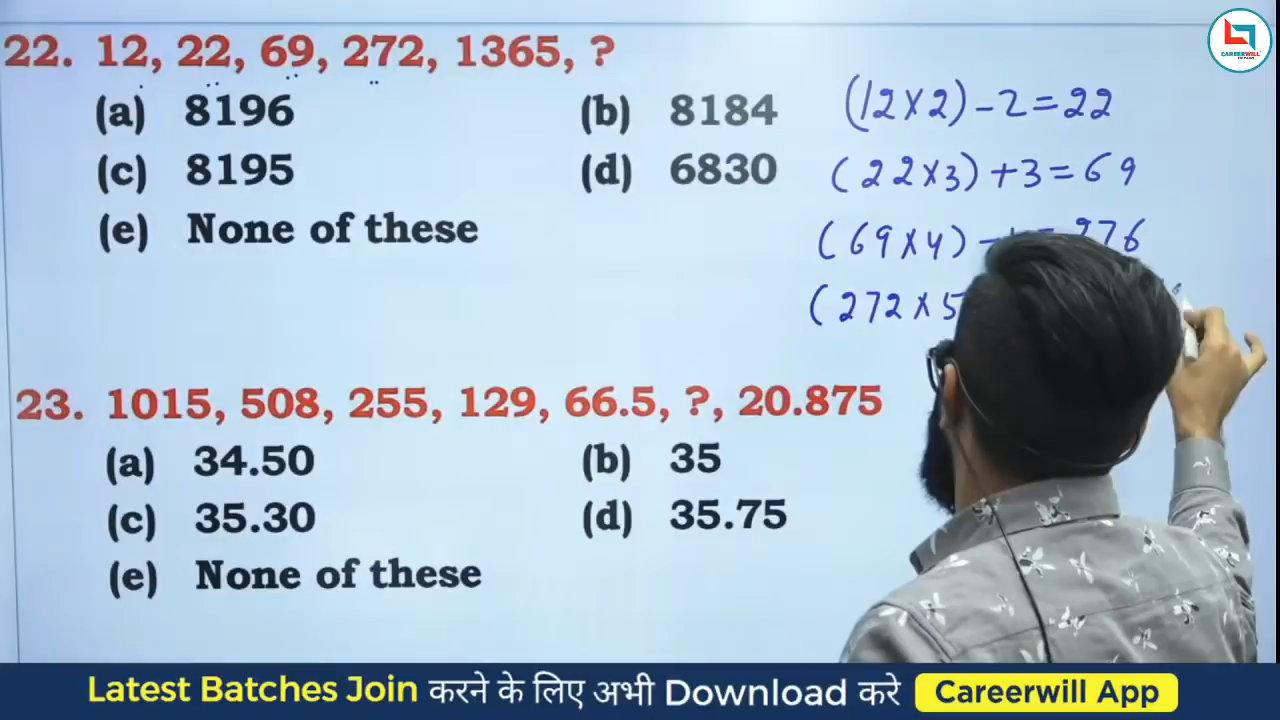 CAREERWILL
22. 12, 22, 69, 272, 1365, ?
(a) 8196 (b) 8184
(c) 8195 (d) 6830
(e) None of these
(12×2) - 2 = 22
(22×3) + 3 = 69
(69×4) - = 276
(272×5
23. 1015, 508, 255, 129, 66.5, ?, 20.875
(a) 34.50 (b) 35
(c) 35.30 (d) 35.75
(e) None of these
Latest Batches Join करने के लिए अभी Download करे Careerwill App